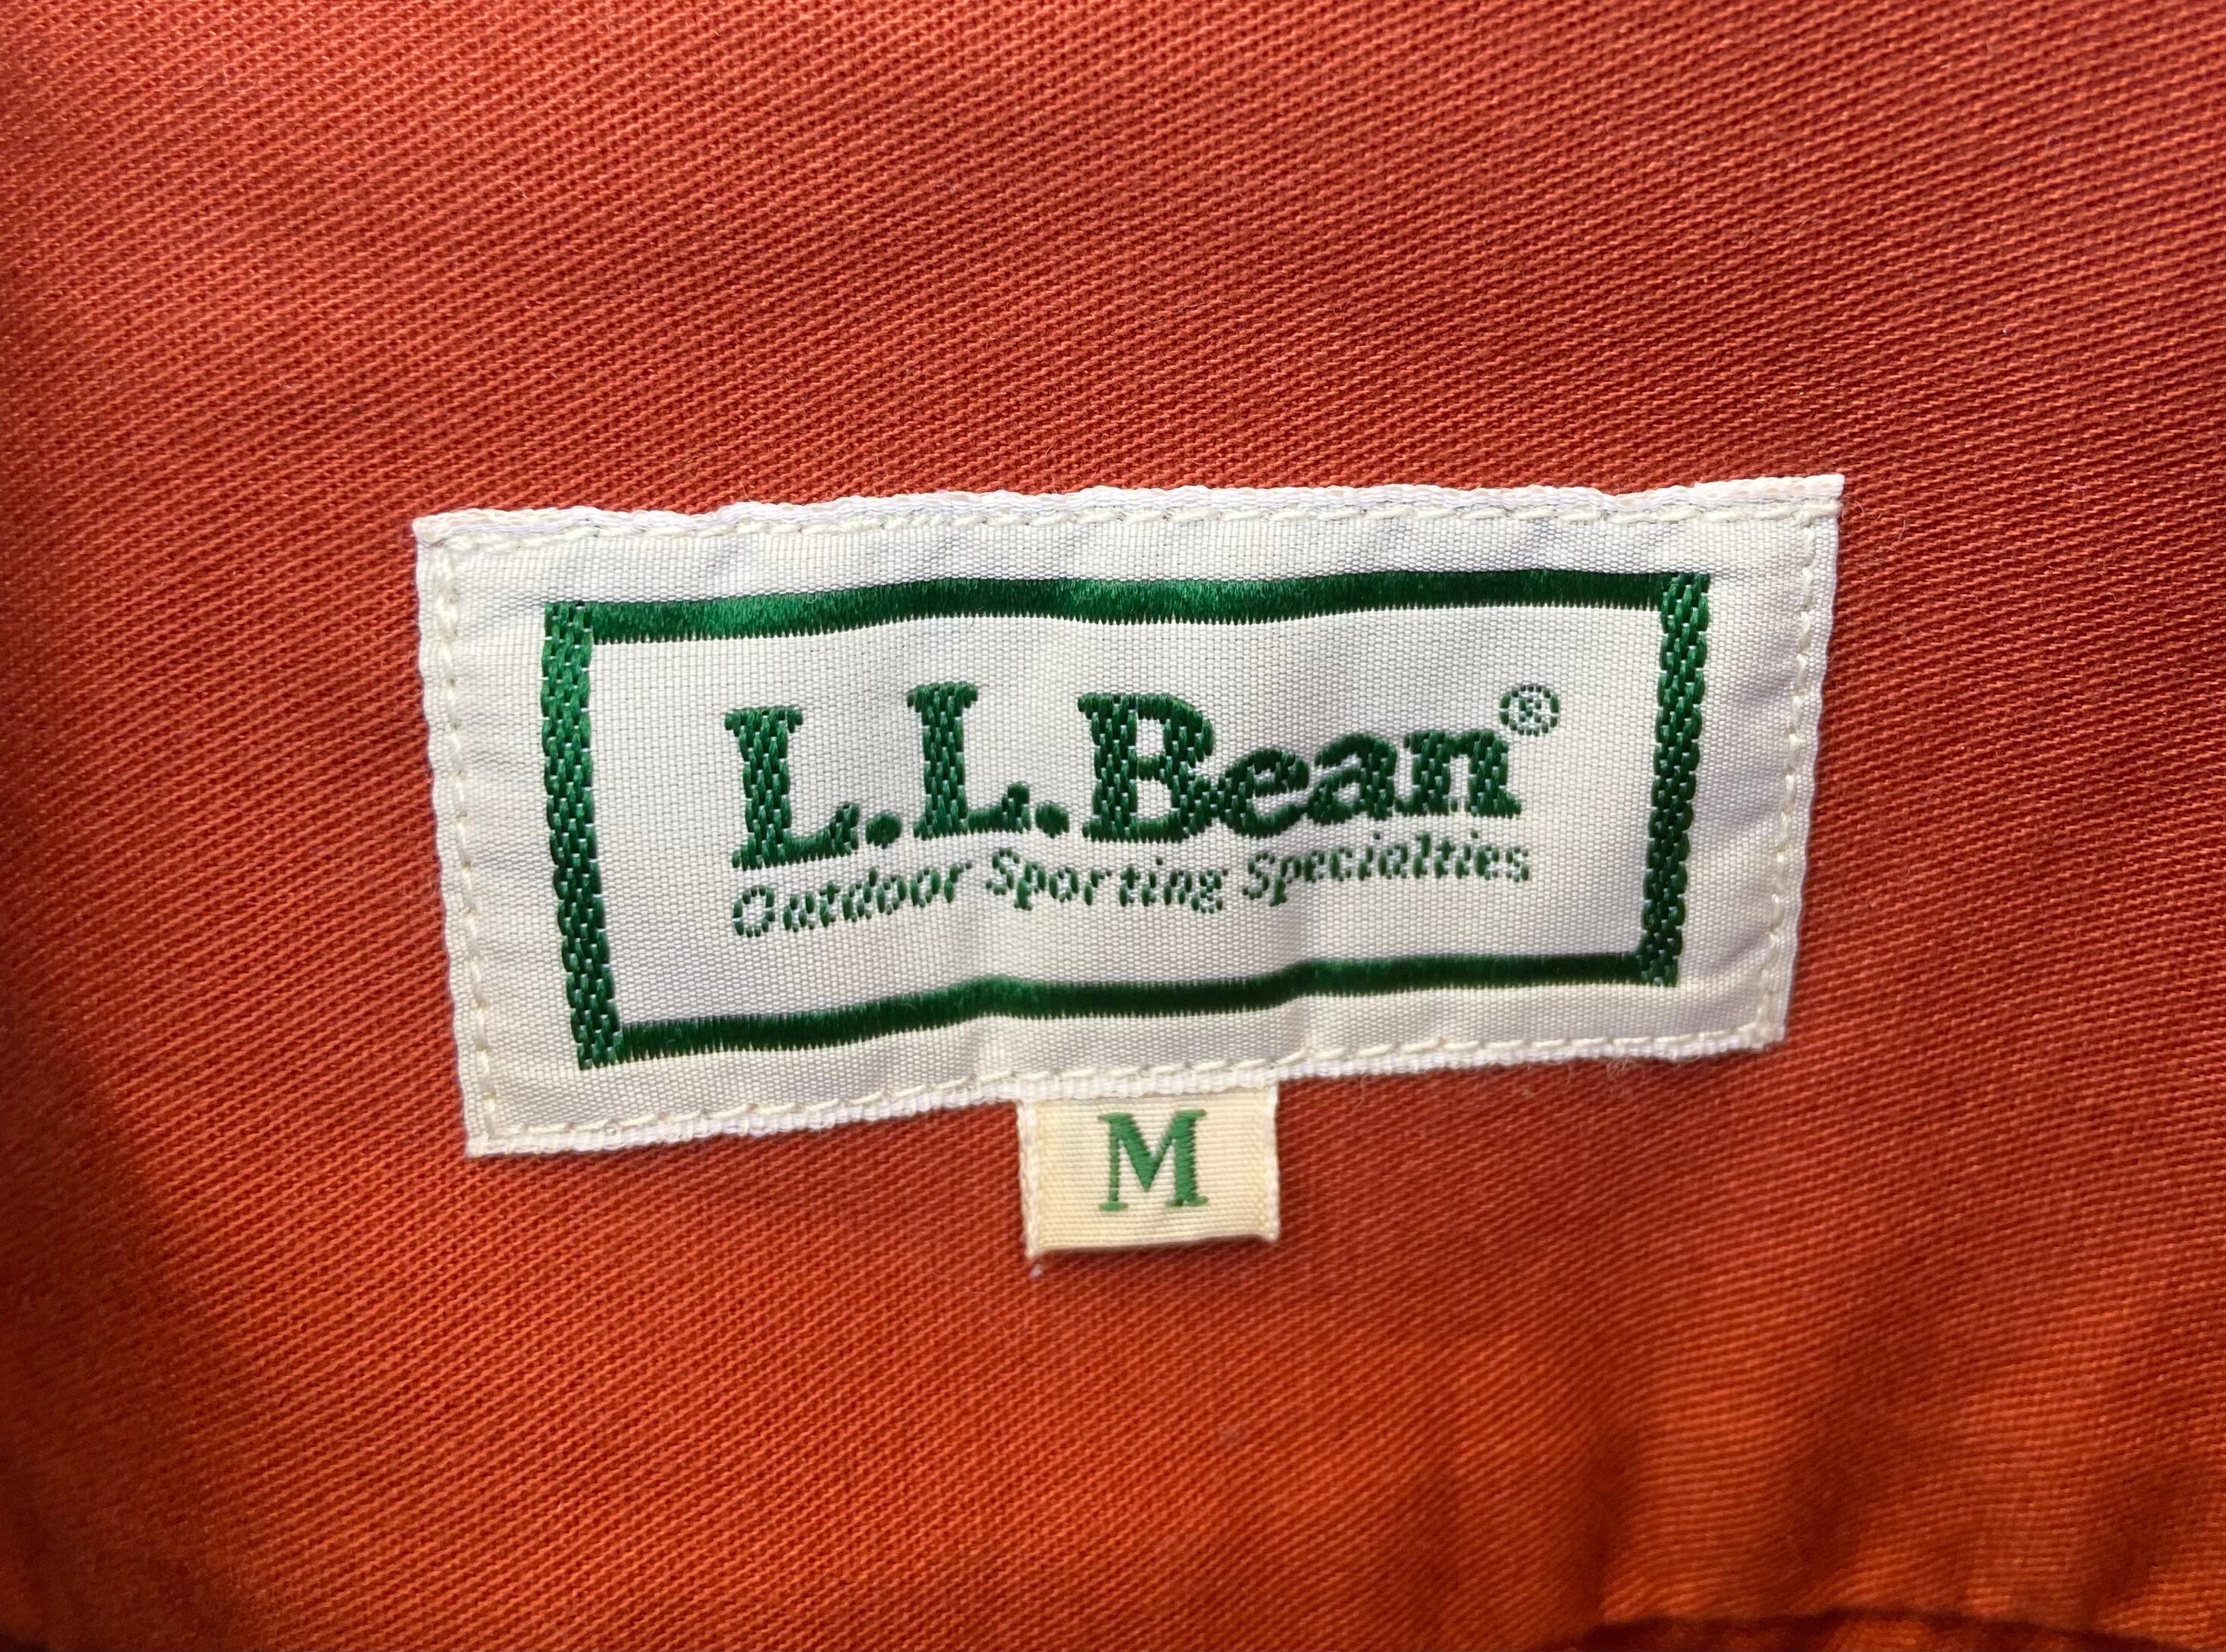 L.L.Bean®
Outdoor Sporting Specialties
M